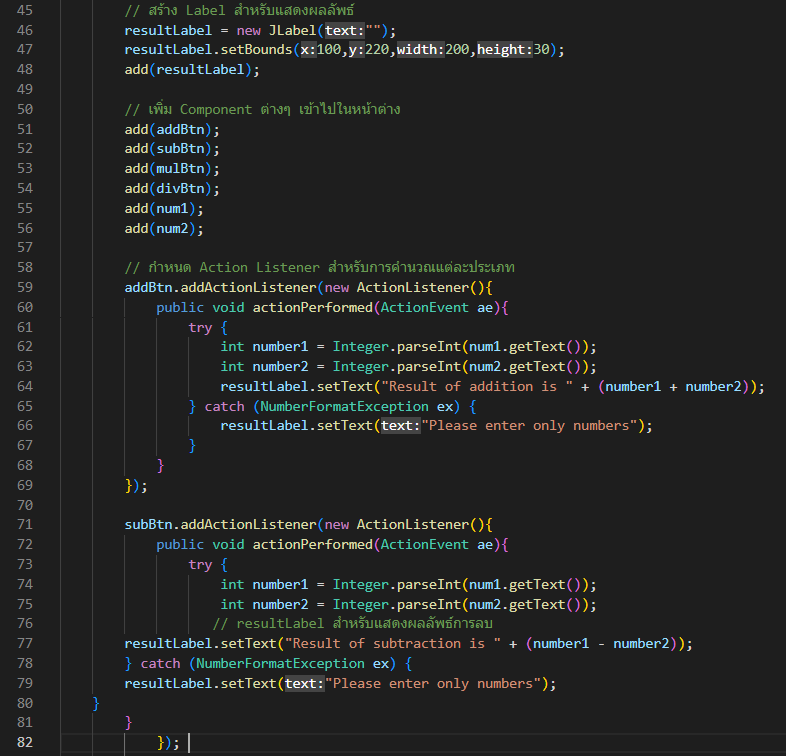 45 // สร้าง Label สำหรับแสดงผลลัพธ์
46 resultLabel = new JLabel(text:"");
47 resultLabel.setBounds(x:100,y:220,width:200,height:30);
48 add(resultLabel);
49
50 // เพิ่ม Component ต่างๆ เข้าไปในหน้าต่าง
51 add(addBtn);
52 add(subBtn);
53 add(mulBtn);
54 add(divBtn);
55 add(num1);
56 add(num2);
57
58 // กำหนด Action Listener สำหรับการคำนวณแต่ละประเภท
59 addBtn.addActionListener(new ActionListener(){
60 public void actionPerformed(ActionEvent ae){
61 try {
62 int number1 = Integer.parseInt(num1.getText());
63 int number2 = Integer.parseInt(num2.getText());
64 resultLabel.setText("Result of addition is " + (number1 + number2));
65 } catch (NumberFormatException ex) {
66 resultLabel.setText(text:"Please enter only numbers");
67 }
68 }
69 });
70
71 subBtn.addActionListener(new ActionListener(){
72 public void actionPerformed(ActionEvent ae){
73 try {
74 int number1 = Integer.parseInt(num1.getText());
75 int number2 = Integer.parseInt(num2.getText());
76 // resultLabel สำหรับแสดงผลลัพธ์การลบ
77 resultLabel.setText("Result of subtraction is " + (number1 - number2));
78 } catch (NumberFormatException ex) {
79 resultLabel.setText(text:"Please enter only numbers");
80 }
81 }
82 });